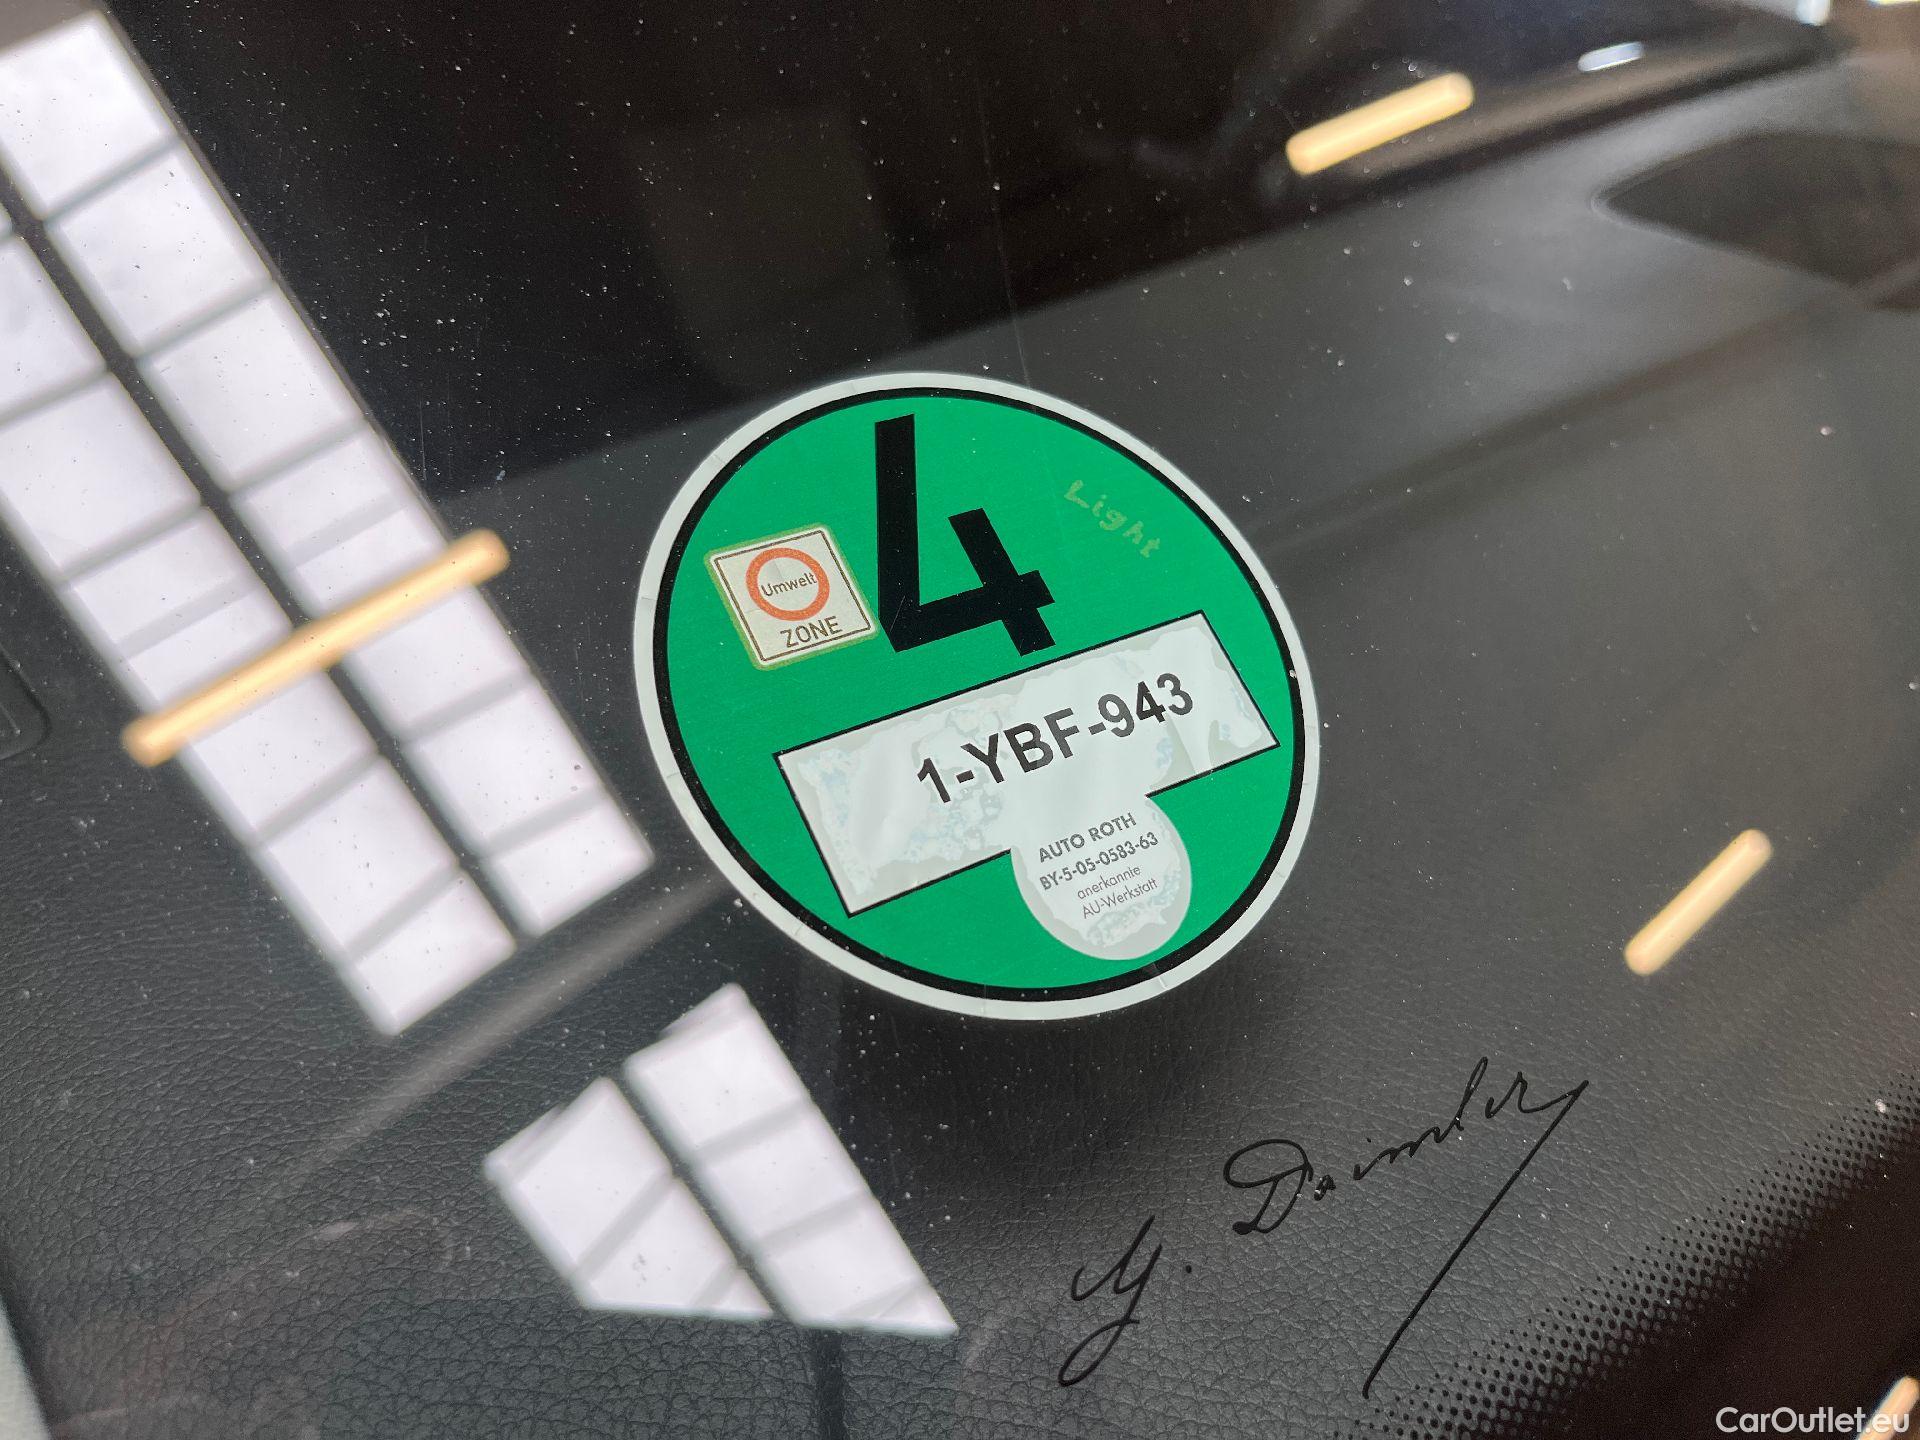 4
Light
Umwelt
ZONE
1-YBF-943
AUTO ROTH
BY-5-05-0583-63
anerkannte
AU-Werkstatt
G. Daimler
CarOutlet.eu